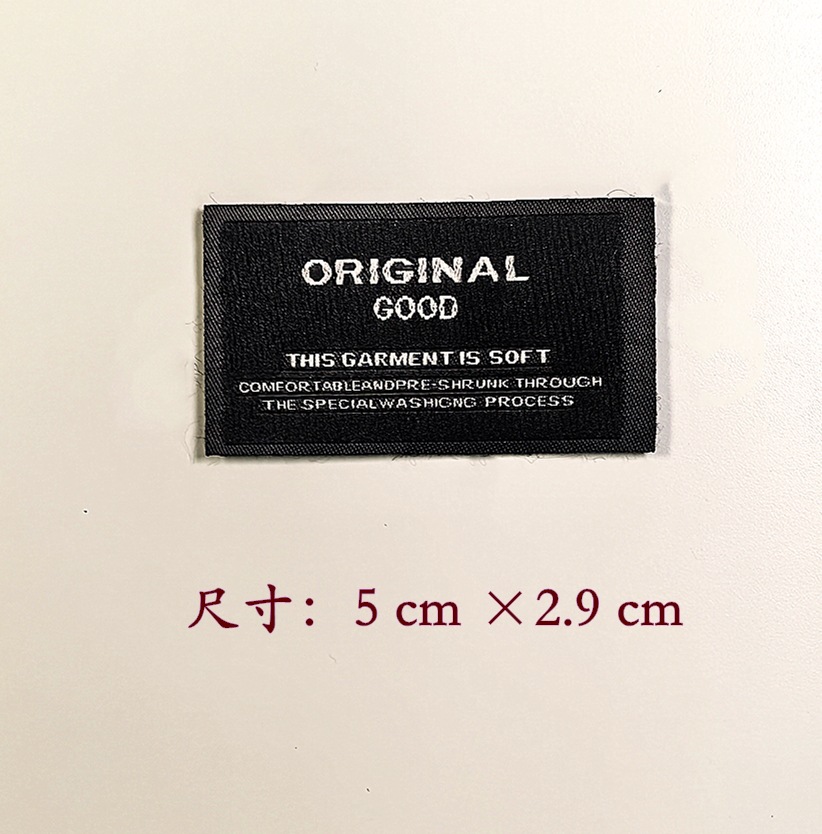 ORIGINAL
GOOD
THIS GARMENT IS SOFT
COMFORTABLEANDPRE-SHRUNK THROUGH
THE SPECIALWASHIGNG PROCESS
尺寸：5 cm ×2.9 cm